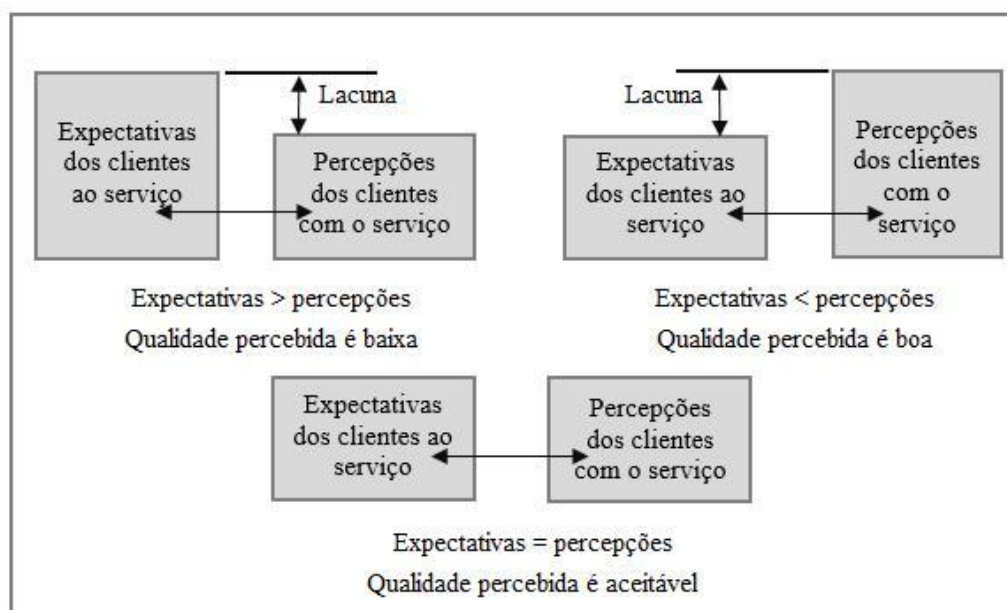 Lacuna
Expectativas
dos clientes
ao serviço
Percepções
dos clientes
com o serviço
Expectativas > percepções
Qualidade percebida é baixa
Lacuna
Expectativas
dos clientes ao
serviço
Percepções
dos clientes
com o
serviço
Expectativas < percepções
Qualidade percebida é boa
Expectativas
dos clientes ao
serviço
Percepções
dos clientes
com o serviço
Expectativas = percepções
Qualidade percebida é aceitável